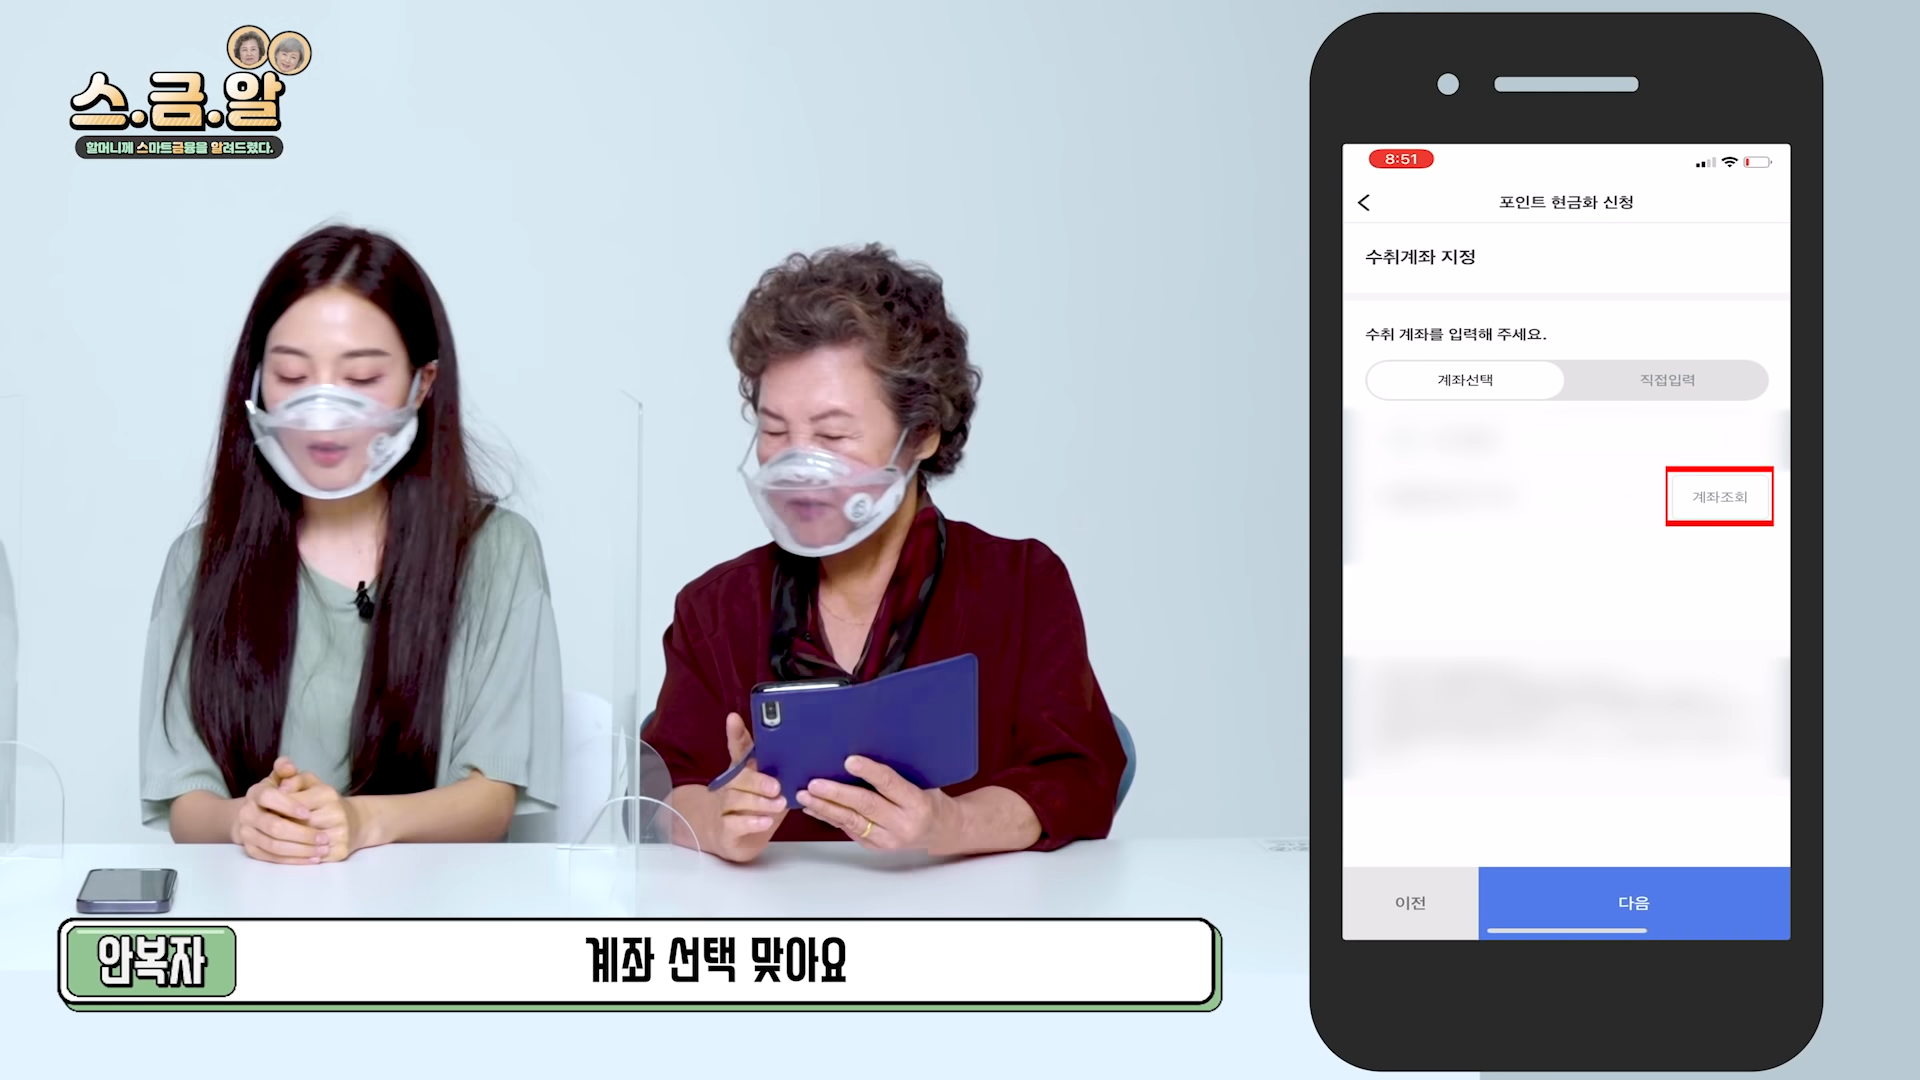 스.금.알
할머니께 스마트금융을 알려드렸다.
8:51
포인트 현금화 신청
수취계좌 지정
수취 계좌를 입력해 주세요.
계좌선택 직접입력
계좌조회
이전 다음
안복자 계좌 선택 맞아요